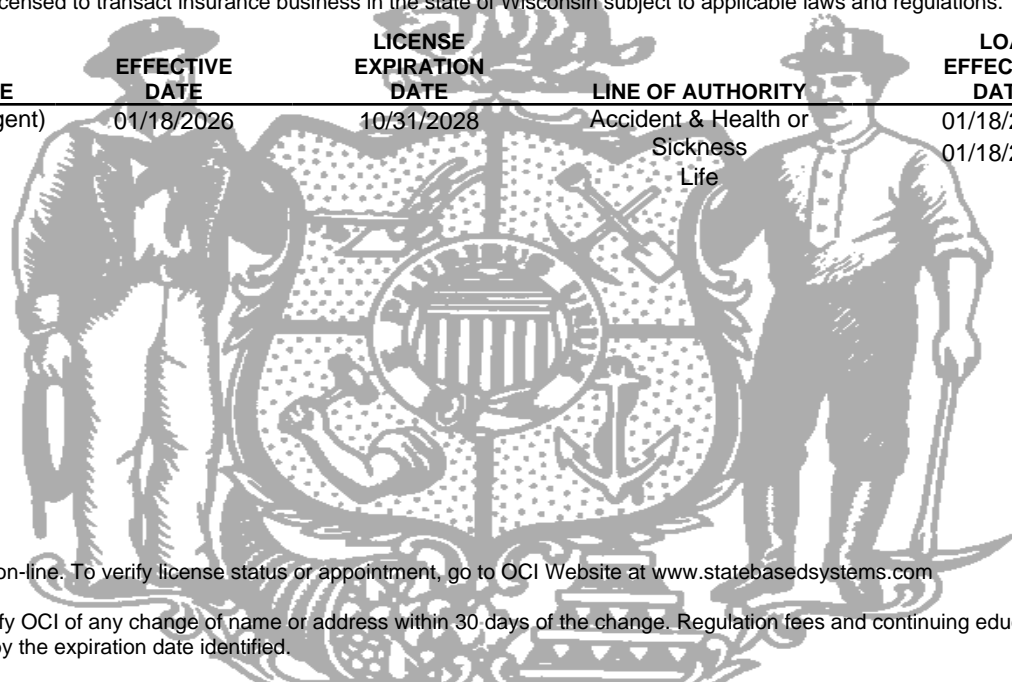 icensed to transact insurance business in the state of Wisconsin subject to applicable laws and regulations.
LICENSE LOA
EFFECTIVE EXPIRATION EFFEC
E DATE DATE LINE OF AUTHORITY DAT
gent) 01/18/2026 10/31/2028 Accident & Health or 01/18/2
Sickness 01/18/2
Life
on-line. To verify license status or appointment, go to OCI Website at www.statebasedsystems.com
fy OCI of any change of name or address within 30 days of the change. Regulation fees and continuing edu
by the expiration date identified.